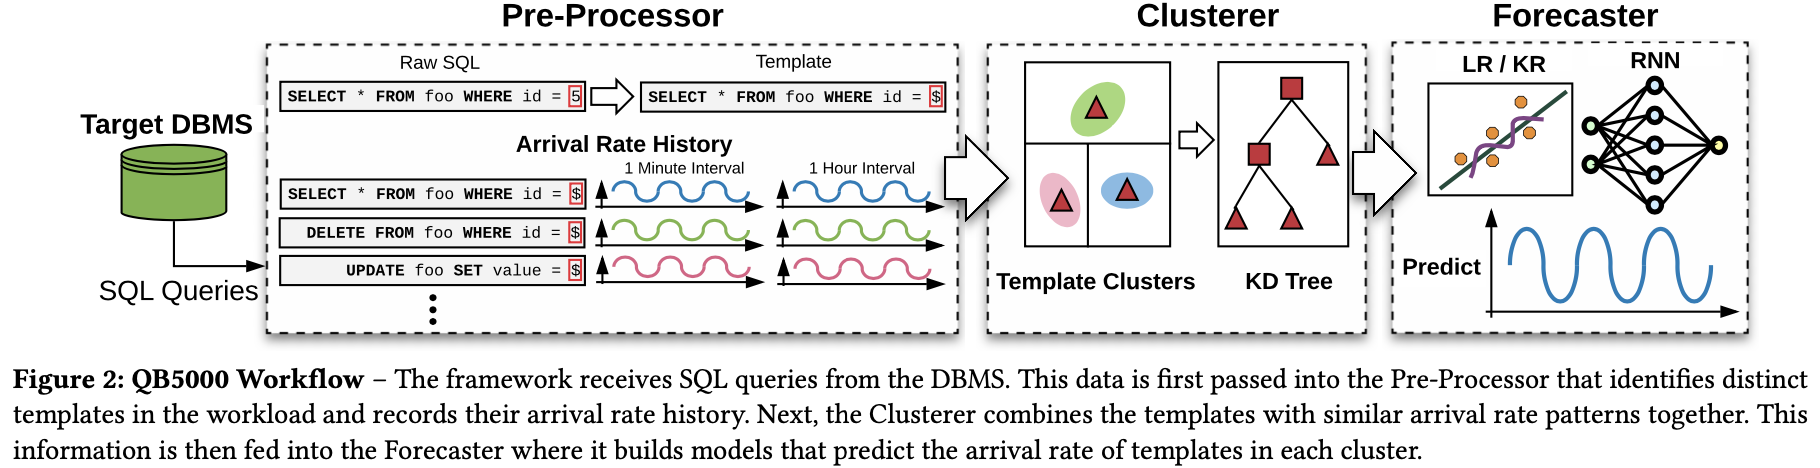 Pre-Processor
Clusterer
Forecaster
Raw SQL
Template
SELECT * FROM foo WHERE id = 5
SELECT * FROM foo WHERE id = $
Target DBMS
SQL Queries
Arrival Rate History
1 Minute Interval
1 Hour Interval
SELECT * FROM foo WHERE id = $
DELETE FROM foo WHERE id = $
UPDATE foo SET value = $
Template Clusters
KD Tree
LR / KR
RNN
Predict
Figure 2: QB5000 Workflow – The framework receives SQL queries from the DBMS. This data is first passed into the Pre-Processor that identifies distinct
templates in the workload and records their arrival rate history. Next, the Clusterer combines the templates with similar arrival rate patterns together. This
information is then fed into the Forecaster where it builds models that predict the arrival rate of templates in each cluster.